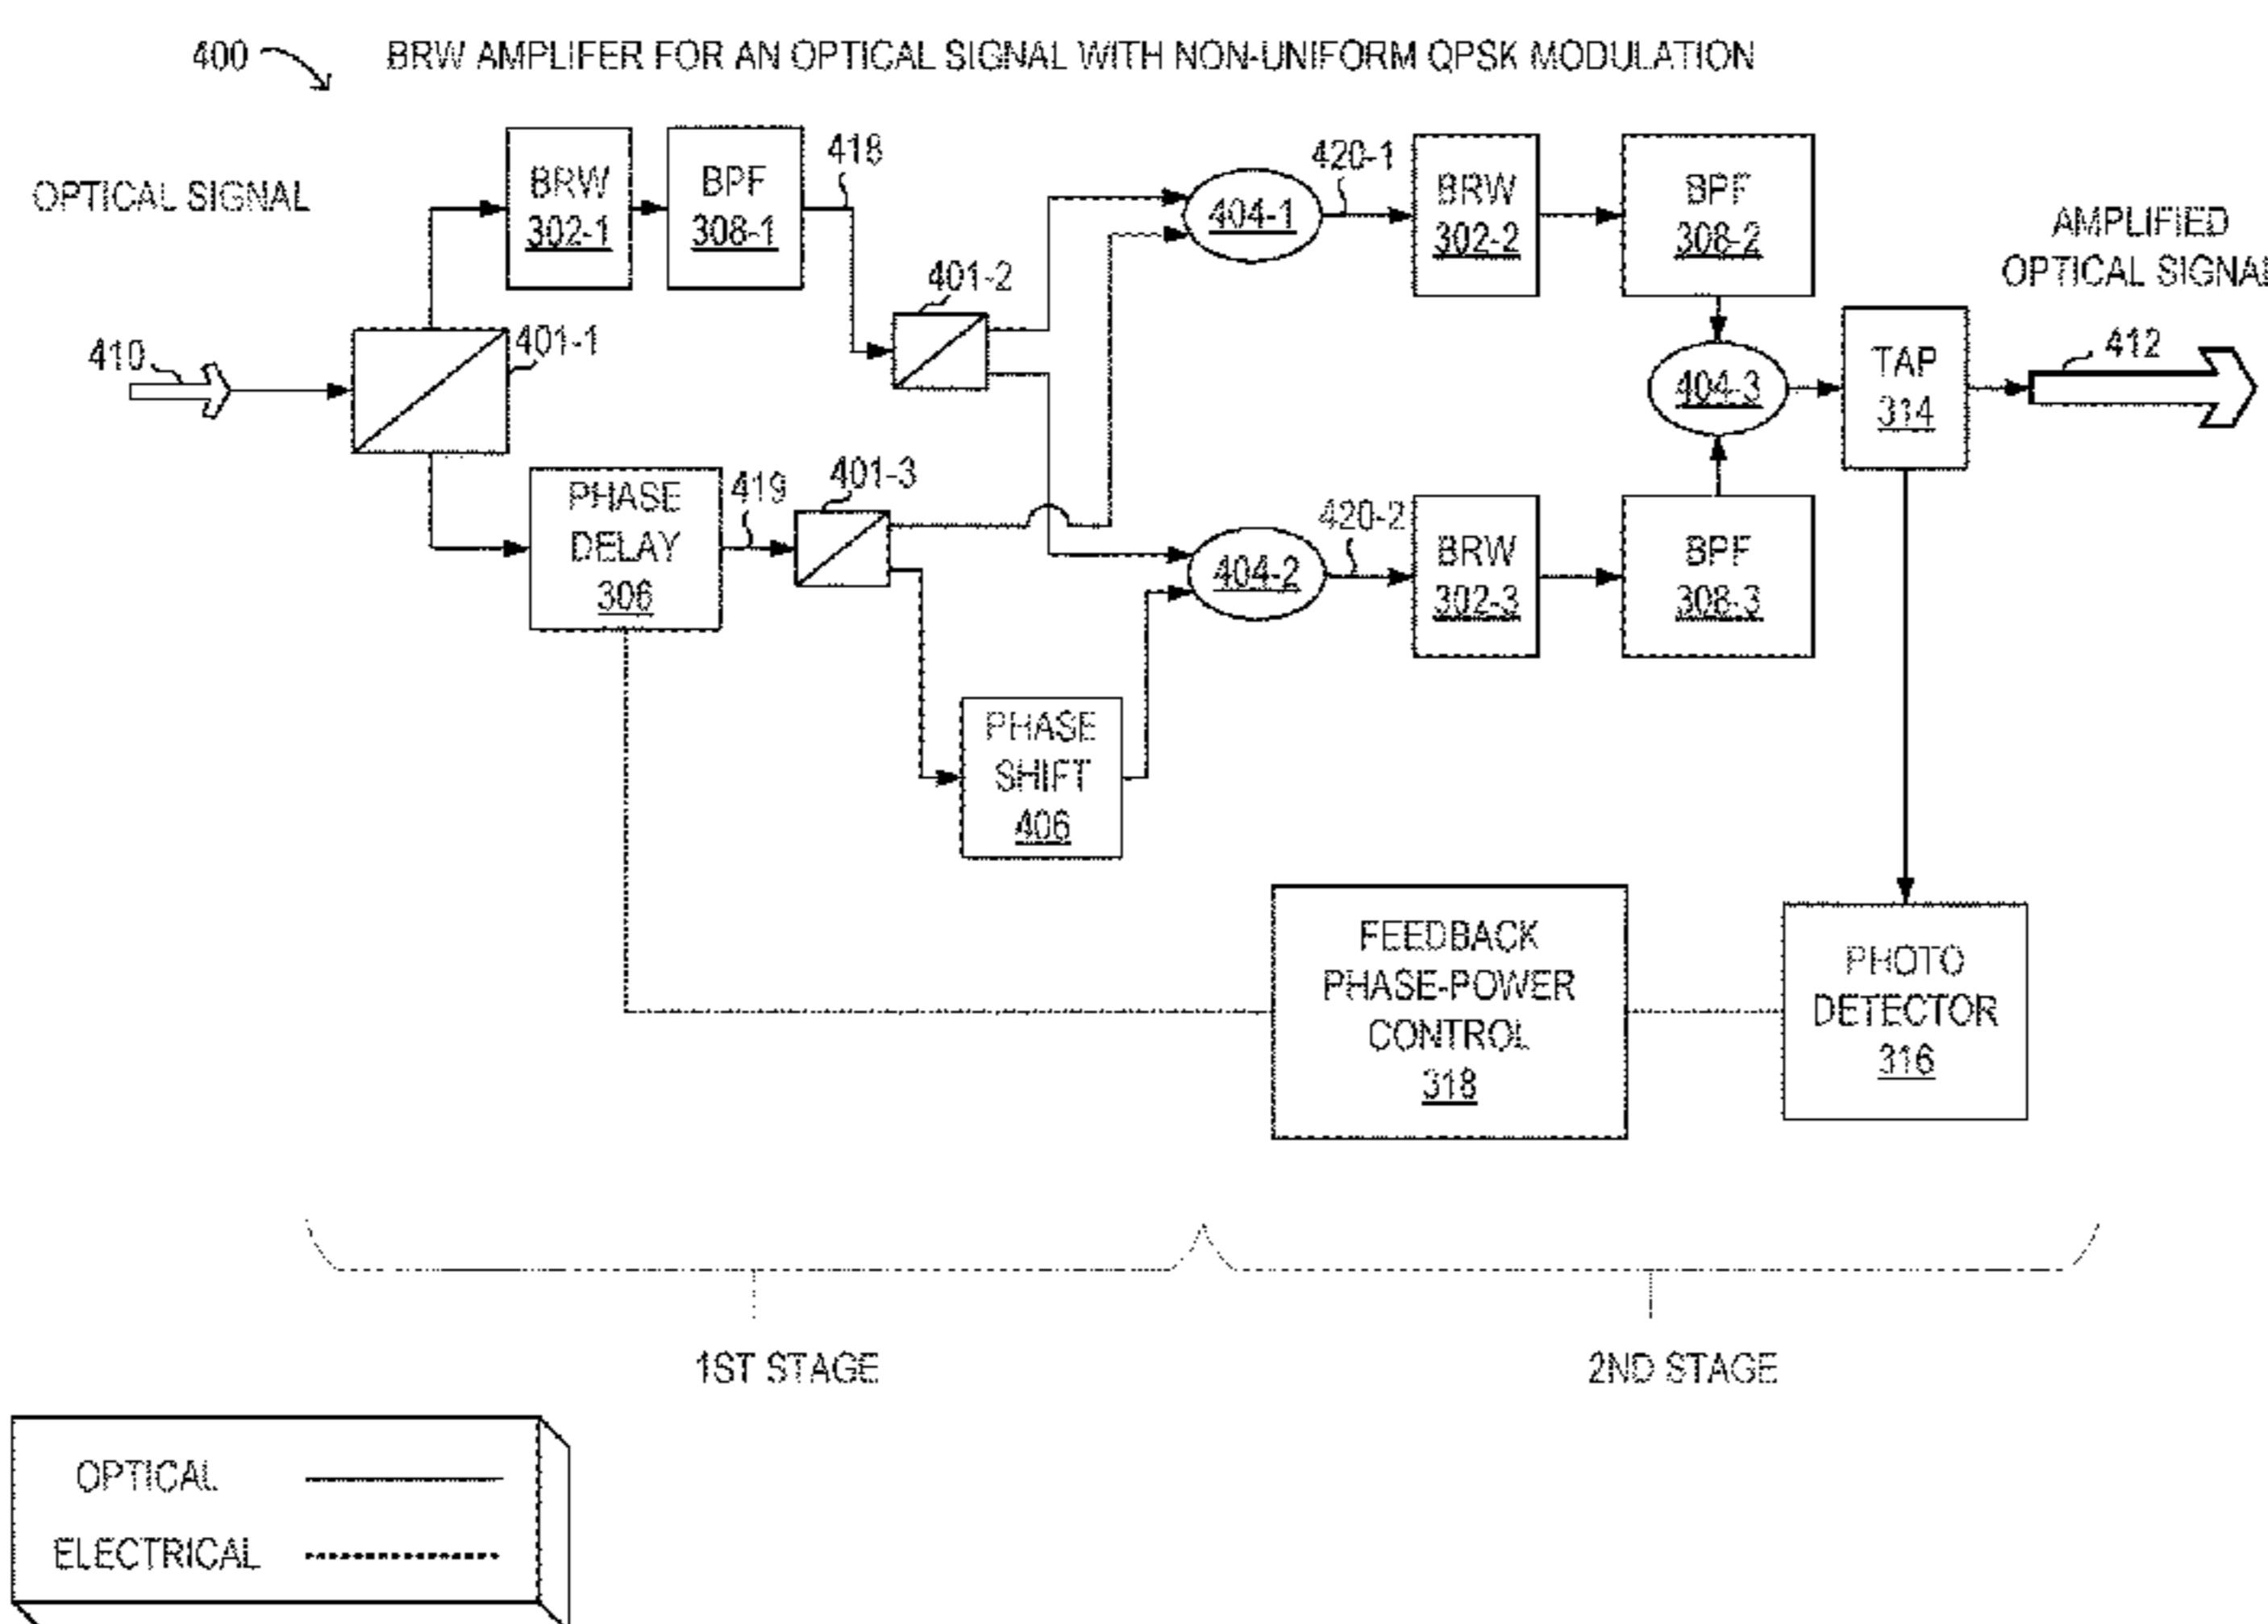 400
BRW AMPLIFER FOR AN OPTICAL SIGNAL WITH NON-UNIFORM QPSK MODULATION
OPTICAL SIGNAL
410
401-1
BRW
302-1
BPF
308-1
418
401-2
404-1
420-1
BRW
302-2
BPF
308-2
AMPLIFIED
OPTICAL SIGNAL
404-3
TAP
314
412
PHASE
DELAY
306
419
401-3
404-2
420-2
BRW
302-3
BPF
308-3
PHASE
SHIFT
406
FEEDBACK
PHASE-POWER
CONTROL
318
PHOTO
DETECTOR
316
1ST STAGE
2ND STAGE
OPTICAL
ELECTRICAL